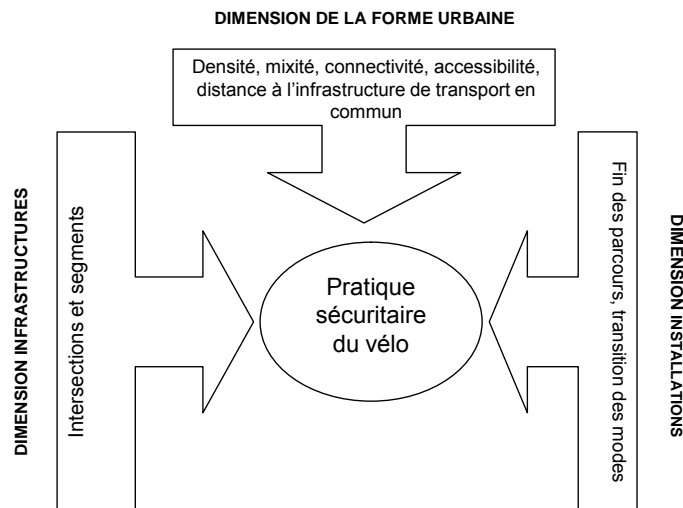 DIMENSION DE LA FORME URBAINE
Densité, mixité, connectivité, accessibilité,
distance à l'infrastructure de transport en
commun
DIMENSION INFRASTRUCTURES
Intersections et segments
Pratique
sécuritaire
du vélo
Fin des parcours, transition des modes
DIMENSION INSTALLATIONS